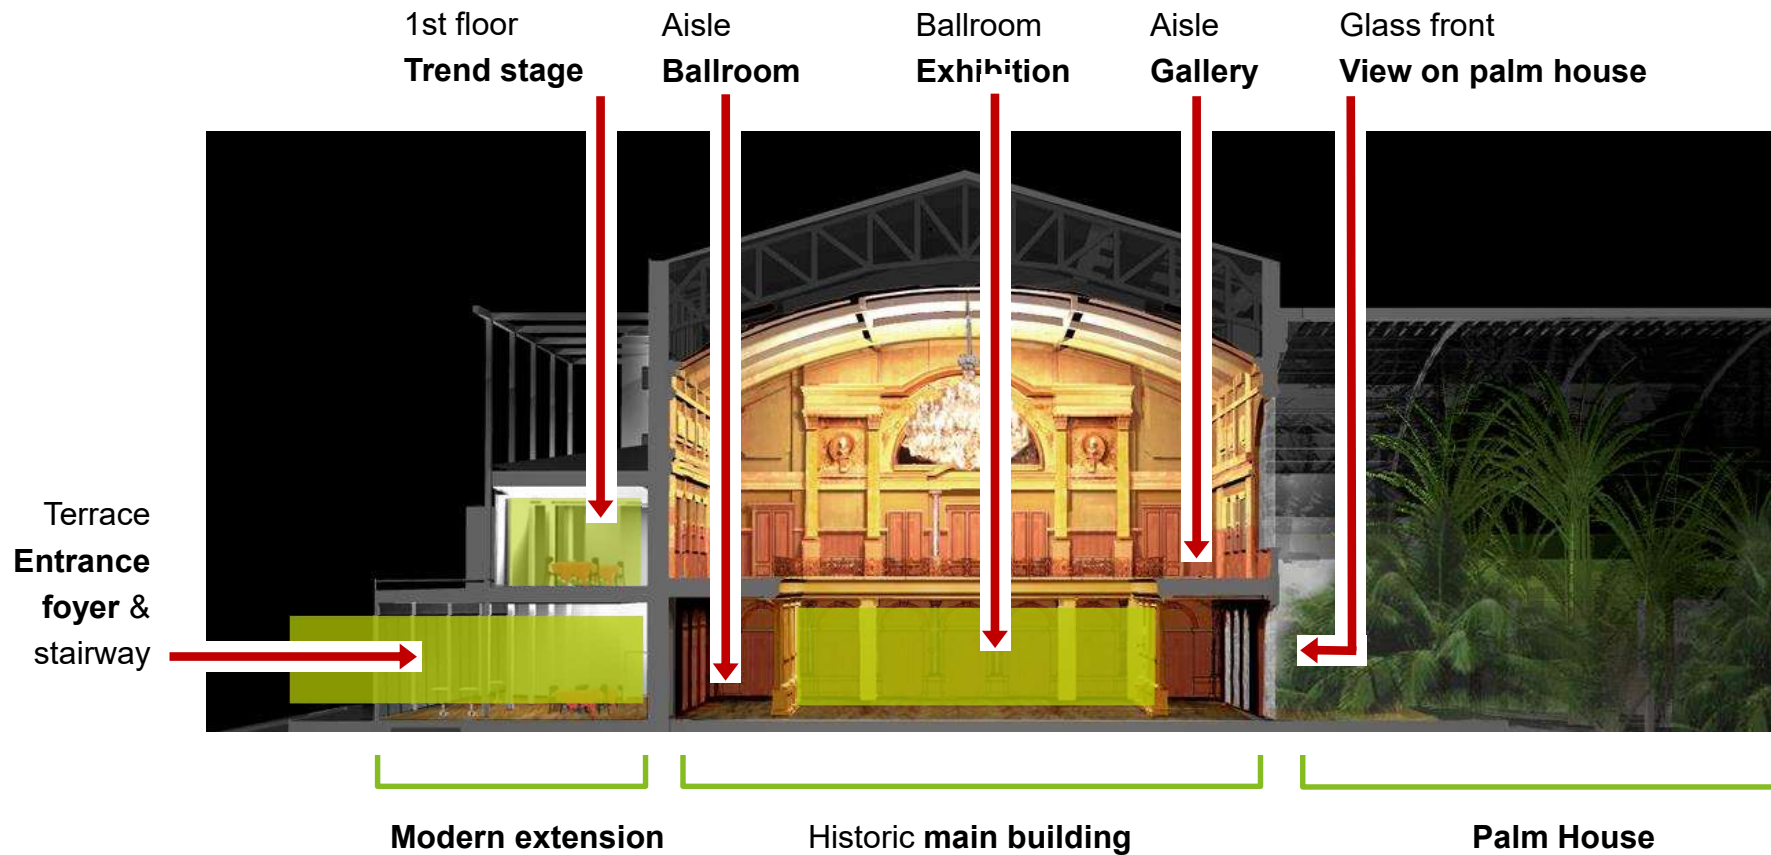 1st floor
Trend stage
Aisle
Ballroom
Ballroom
Exhibition
Aisle
Gallery
Glass front
View on palm house
Terrace
Entrance
foyer &
stairway
Modern extension
Historic main building
Palm House